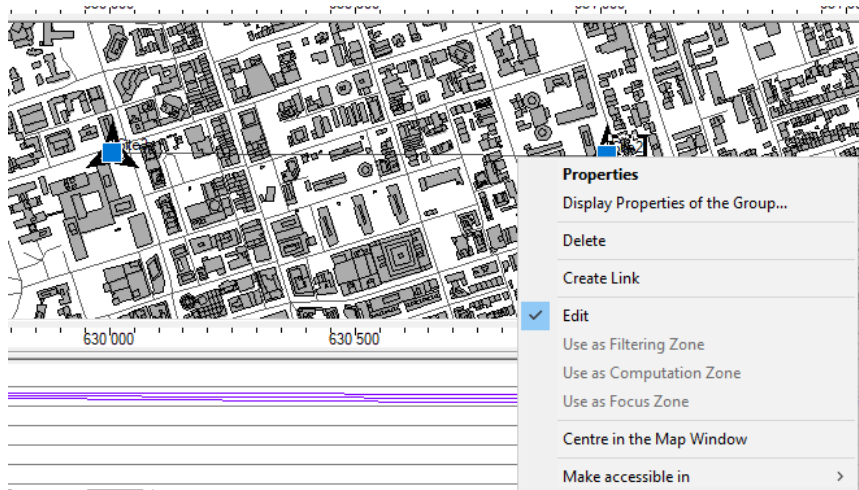 Properties
Display Properties of the Group...
Delete
Create Link
Edit
630'000
630'500
Use as Filtering Zone
Use as Computation Zone
Use as Focus Zone
Centre in the Map Window
Make accessible in